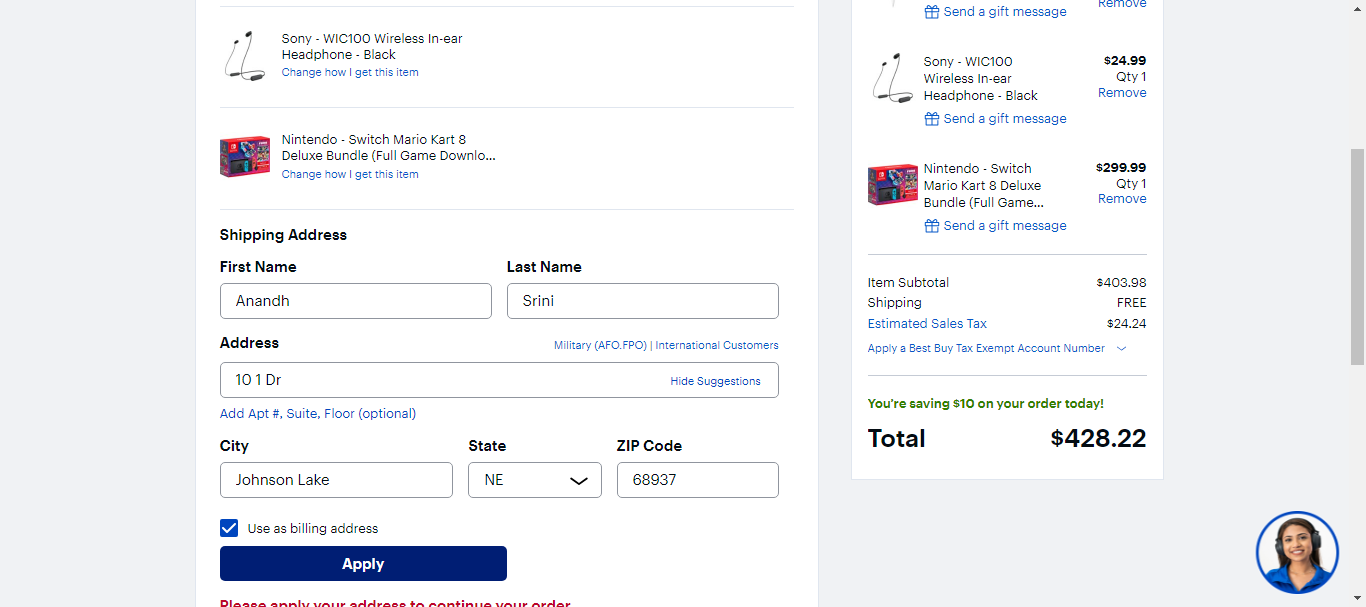 Sony - WIC100 Wireless In-ear
Headphone - Black
Change how I get this item
Nintendo - Switch Mario Kart 8
Deluxe Bundle (Full Game Downlo...
Change how I get this item
Shipping Address
First Name
Last Name
Anandh
Srini
Address
Military (AFO.FPO) | International Customers
10 1 Dr
Hide Suggestions
Add Apt #, Suite, Floor (optional)
City
State
ZIP Code
Johnson Lake
NE
68937
Use as billing address
Apply
Please apply your address to continue your order
Remove
Send a gift message
Sony - WIC100
Wireless In-ear
Headphone - Black
$24.99
Qty 1
Remove
Send a gift message
Nintendo - Switch
Mario Kart 8 Deluxe
Bundle (Full Game...
$299.99
Qty 1
Remove
Send a gift message
Item Subtotal $403.98
Shipping FREE
Estimated Sales Tax $24.24
Apply a Best Buy Tax Exempt Account Number
You're saving $10 on your order today!
Total $428.22